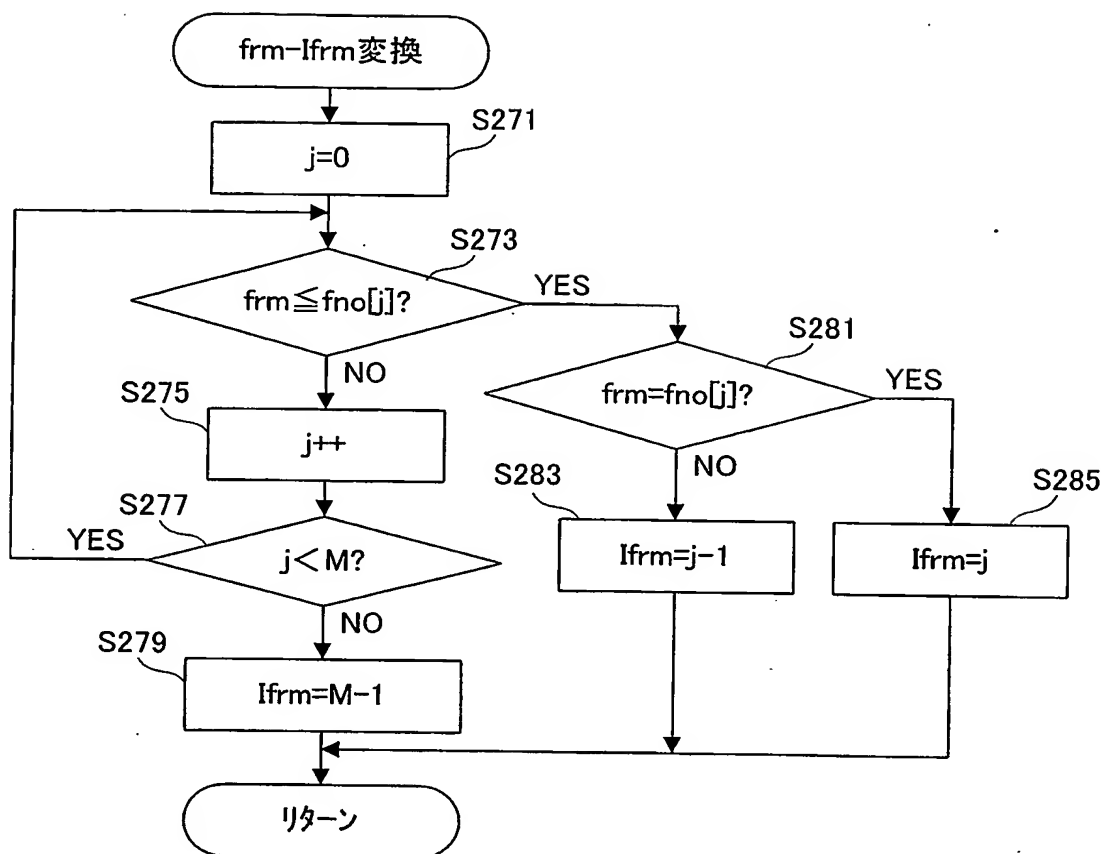 frm-Ifrm変換
S271
j=0
S273
frm≦fno[j]?
YES
S281
NO
frm=fno[j]?
YES
S275
j++
NO
S283
S285
S277
YES
j<M?
Ifrm=j-1
Ifrm=j
NO
S279
Ifrm=M-1
リターン